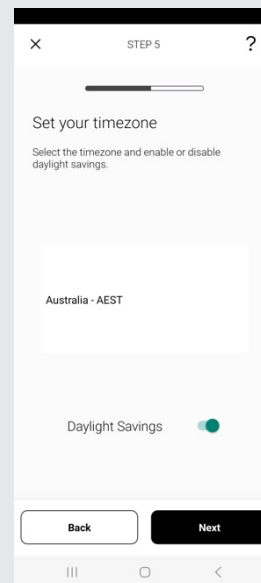 STEP 5
?
Set your timezone
Select the timezone and enable or disable
daylight savings.
Australia - AEST
Daylight Savings
Back
Next